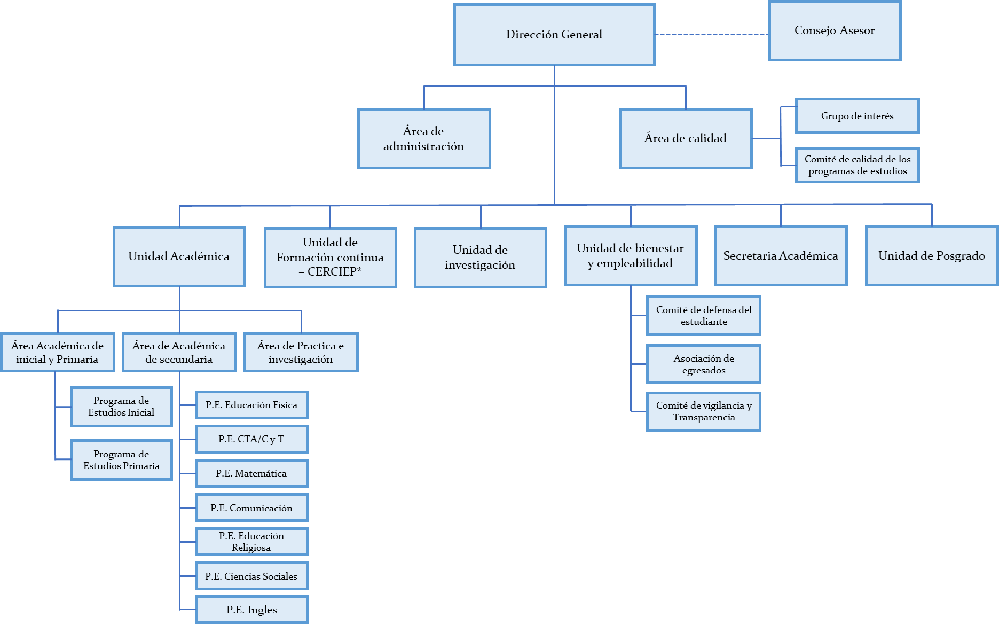 Dirección General
Consejo Asesor
Área de
administración
Área de calidad
Grupo de interés
Comité de calidad de los
programas de estudios
Unidad Académica
Unidad de
Formación continua
– CERCIEP*
Unidad de
investigación
Unidad de bienestar
y empleabilidad
Secretaria Académica
Unidad de Posgrado
Comité de defensa del
estudiante
Asociación de
egresados
Comité de vigilancia y
Transparencia
Área Académica de
inicial y Primaria
Área de Académica
de secundaria
Área de Practica e
investigación
Programa de
Estudios Inicial
Programa de
Estudios Primaria
P.E. Educación Física
P.E. CTA/C y T
P.E. Matemática
P.E. Comunicación
P.E. Educación
Religiosa
P.E. Ciencias Sociales
P.E. Ingles